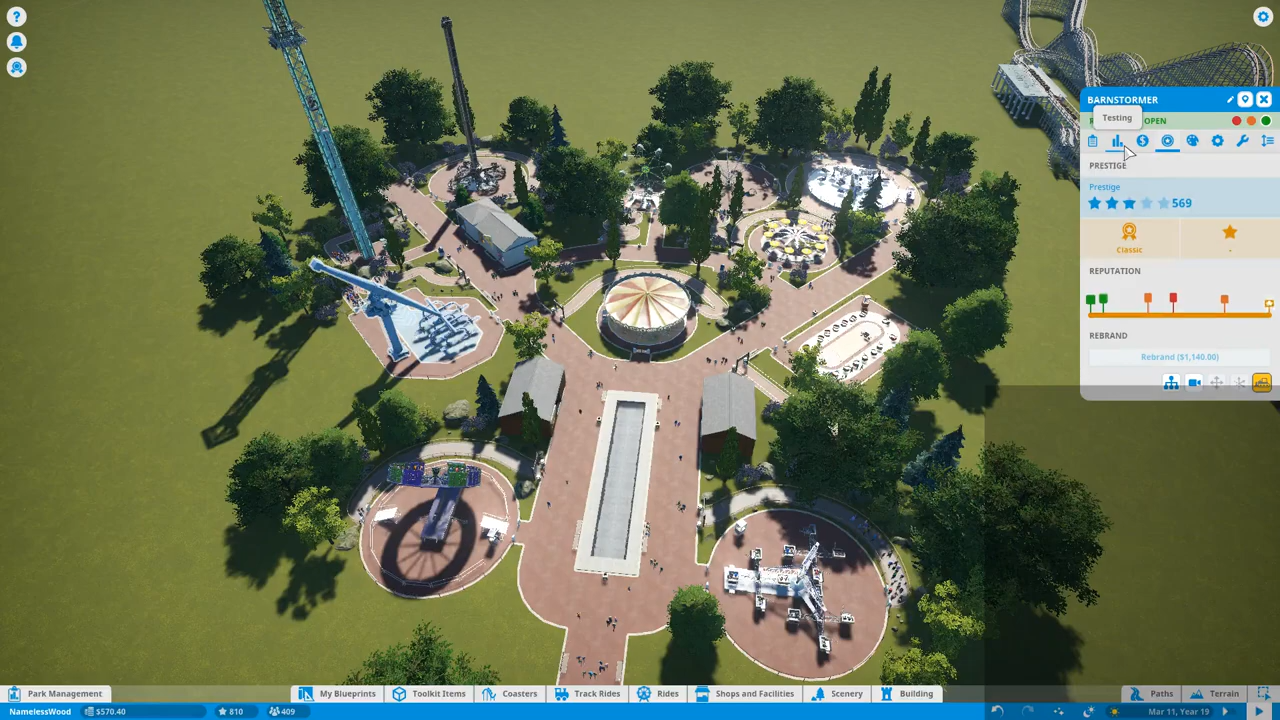 ?
BARNSTORMER
OPEN
Testing
PRESTIGE
Prestige
569
Classic
-
REPUTATION
REBRAND
Rebrand ($1,140.00)
Park Management
My Blueprints
Toolkit Items
Coasters
Track Rides
Rides
Shops and Facilities
Scenery
Building
Paths
Terrain
NamelessWood
$570.40
810
409
Mar 11, Year 19